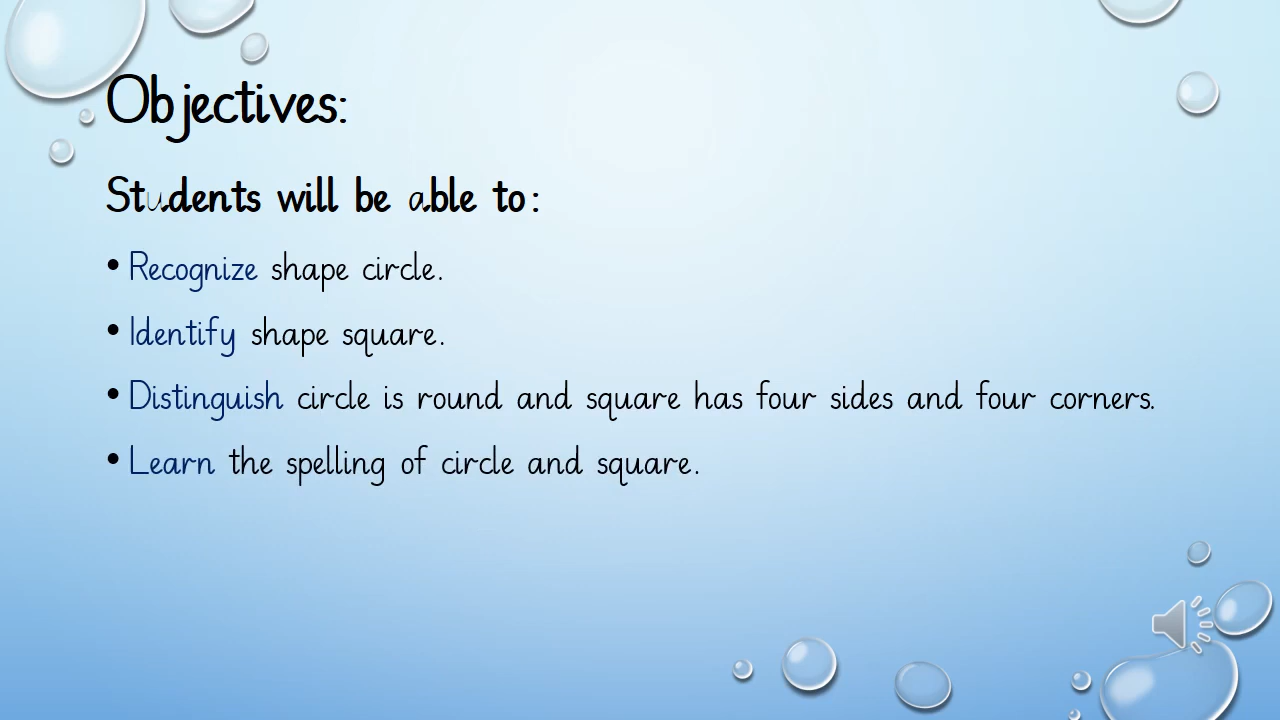 Objectives:
Students will be able to:
• Recognize shape circle.
• Identify shape square.
• Distinguish circle is round and square has four sides and four corners.
• Learn the spelling of circle and square.